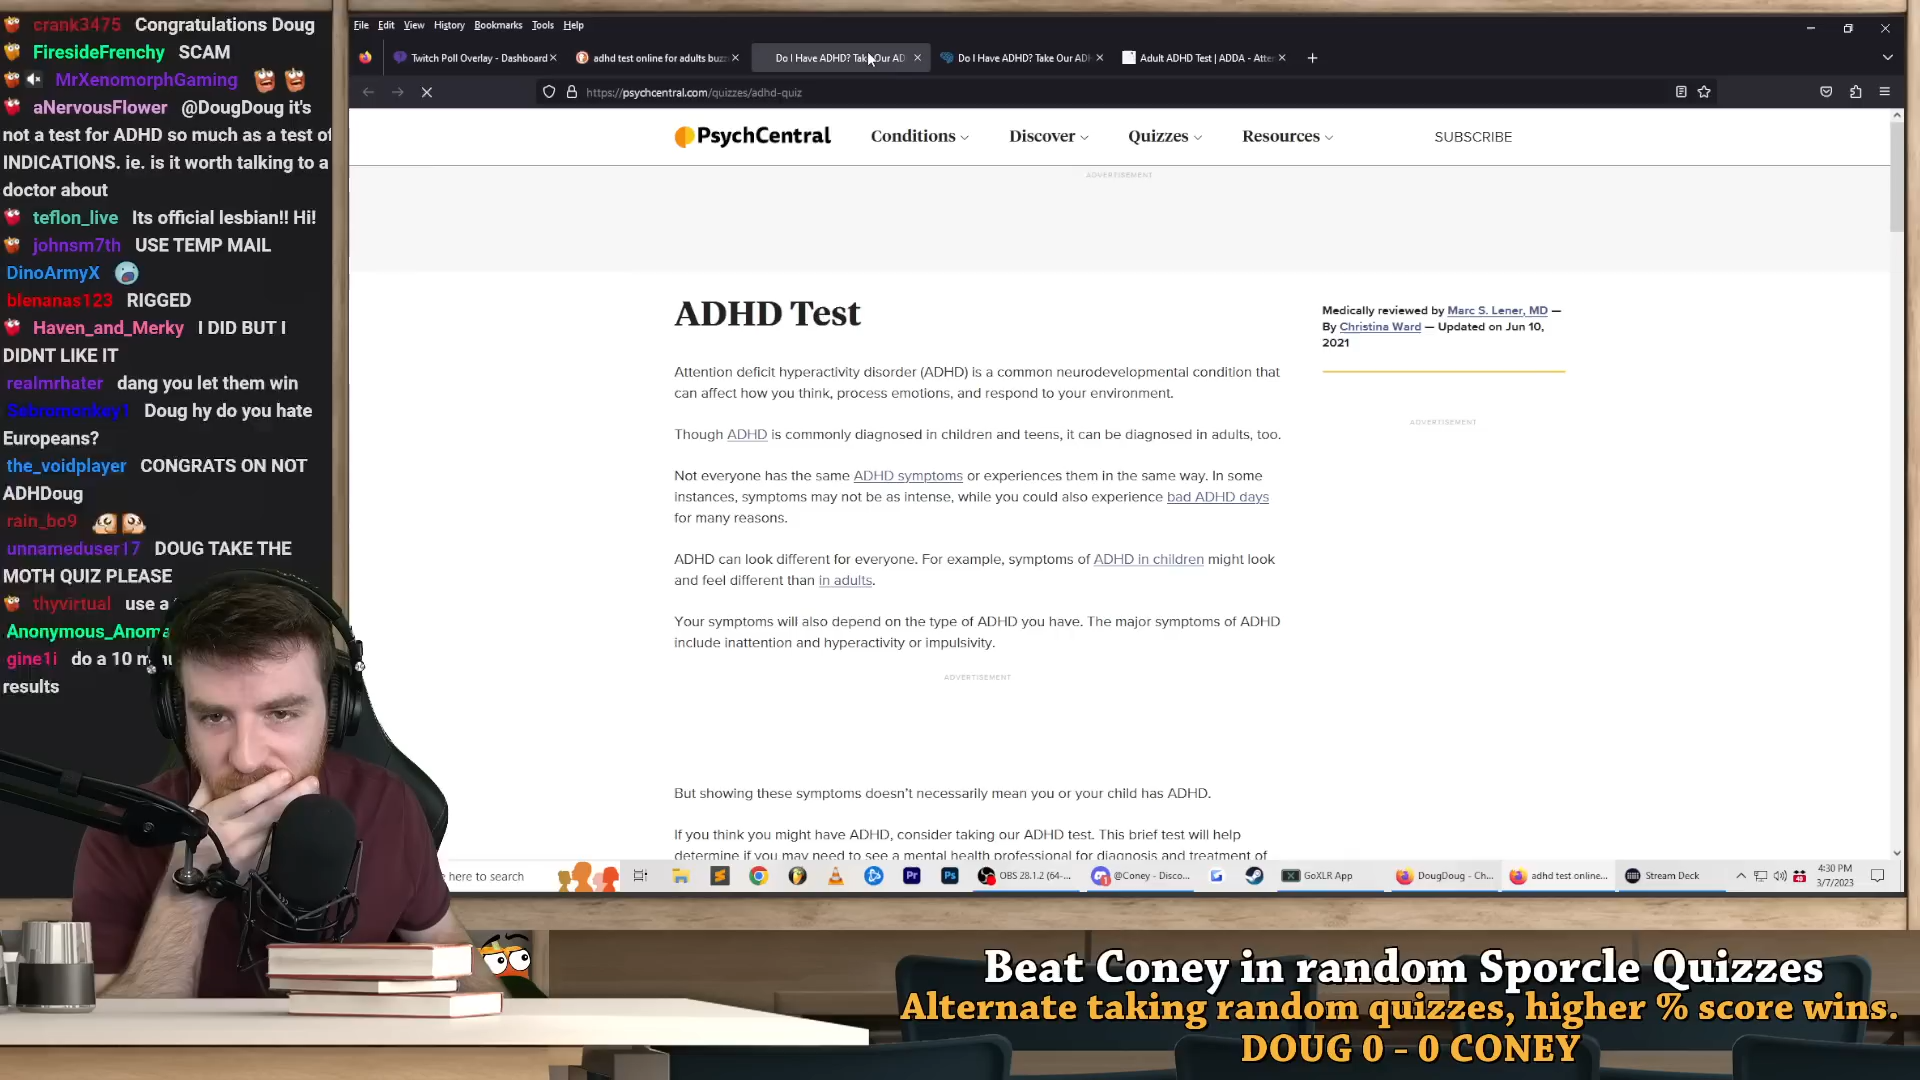 crank3475 Congratulations Doug
FiresideFrenchy SCAM
MrXenomorphGaming
aNervousFlower @DougDoug it's
not a test for ADHD so much as a test of
INDICATIONS. ie. is it worth talking to a
doctor about
teflon_live Its official lesbian!! Hi!
johnsm7th USE TEMP MAIL
DinoArmyX
blenanas123 RIGGED
Haven_and_Merky I DID BUT I
DIDNT LIKE IT
realmrhater dang you let them win
Sebromonkey1 Doug hy do you hate
Europeans?
the_voidplayer CONGRATS ON NOT
ADHDoug
rain_bo9
unnameduser17 DOUG TAKE THE
MOTH QUIZ PLEASE
thyvirtual use a
Anonymous_Anoma
gine1i do a 10 minu
results
File Edit View History Bookmarks Tools Help
Twitch Poll Overlay - Dashboard
adhd test online for adults buzz
Do I Have ADHD? Take Our AD
Do I Have ADHD? Take Our ADH
Adult ADHD Test | ADDA - Atten
https://psychcentral.com/quizzes/adhd-quiz
PsychCentral Conditions Discover Quizzes Resources SUBSCRIBE
ADVERTISEMENT
ADHD Test
Medically reviewed by Marc S. Lener, MD —
By Christina Ward — Updated on Jun 10,
2021
Attention deficit hyperactivity disorder (ADHD) is a common neurodevelopmental condition that
can affect how you think, process emotions, and respond to your environment.
ADVERTISEMENT
Though ADHD is commonly diagnosed in children and teens, it can be diagnosed in adults, too.
Not everyone has the same ADHD symptoms or experiences them in the same way. In some
instances, symptoms may not be as intense, while you could also experience bad ADHD days
for many reasons.
ADHD can look different for everyone. For example, symptoms of ADHD in children might look
and feel different than in adults.
Your symptoms will also depend on the type of ADHD you have. The major symptoms of ADHD
include inattention and hyperactivity or impulsivity.
ADVERTISEMENT
But showing these symptoms doesn't necessarily mean you or your child has ADHD.
If you think you might have ADHD, consider taking our ADHD test. This brief test will help
determine if you may need to see a mental health professional for diagnosis and treatment of
here to search
Pr
Ps
OBS 28.1.2 (64-...
@Coney - Disco...
GoXLR App
DougDoug - Ch...
adhd test online...
Stream Deck
4:30 PM
3/7/2023
Beat Coney in random Sporcle Quizzes
Alternate taking random quizzes, higher % score wins.
DOUG 0 - 0 CONEY